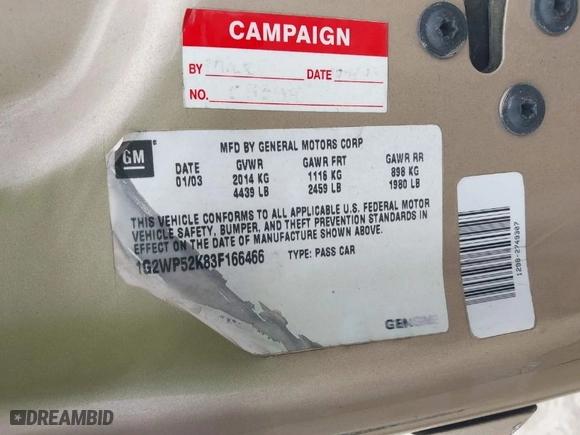 CAMPAIGN
BY DATE
NO.
GM
MFD BY GENERAL MOTORS CORP
DATE GVWR GAWR FRT GAWR RR
01/03 2014 KG 1116 KG 898 KG
4439 LB 2459 LB 1980 LB
THIS VEHICLE CONFORMS TO ALL APPLICABLE U.S. FEDERAL MOTOR
VEHICLE SAFETY, BUMPER, AND THEFT PREVENTION STANDARDS IN
EFFECT ON THE DATE OF MANUFACTURE SHOWN ABOVE.
1G2WP52K83F166466 TYPE: PASS CAR
GENUINE
1298-2749307
DREAMBID